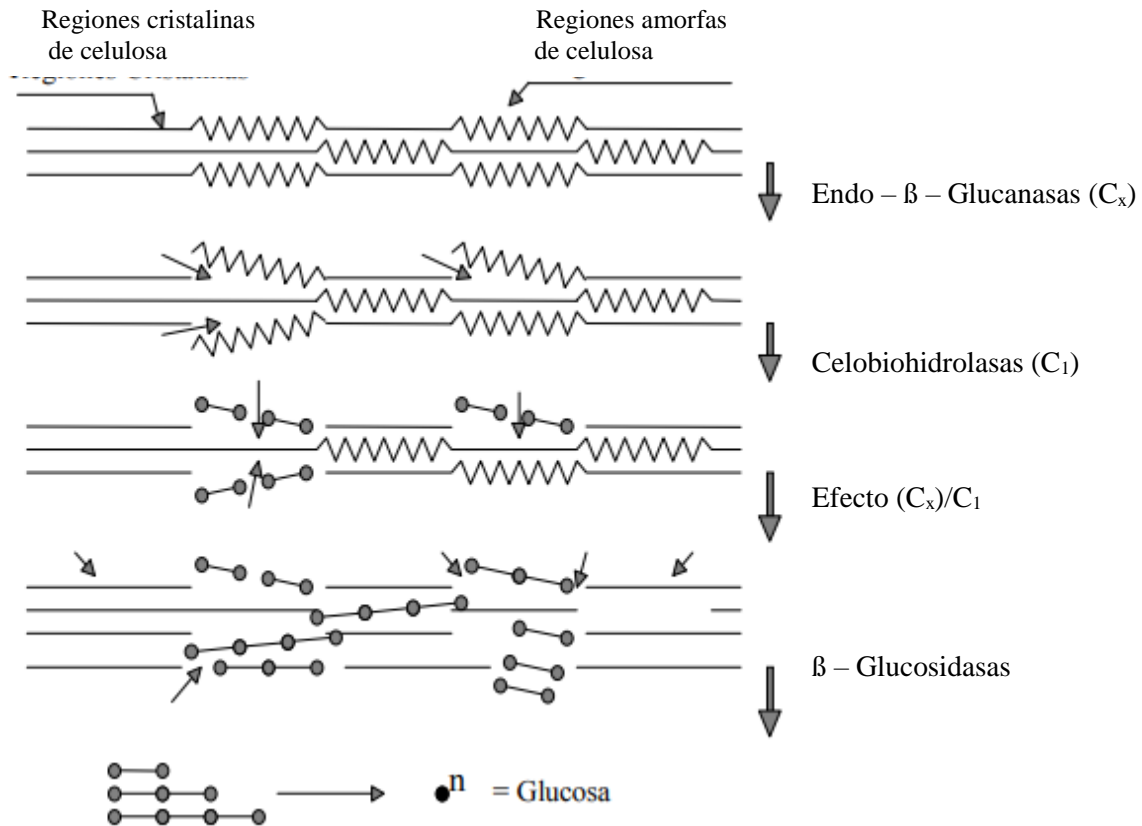 Regiones cristalinas
de celulosa
Regiones amorfas
de celulosa
Endo – ß – Glucanasas (Cx)
Celobiohidrolasas (C1)
Efecto (Cx)/C1
ß – Glucosidasas
n = Glucosa